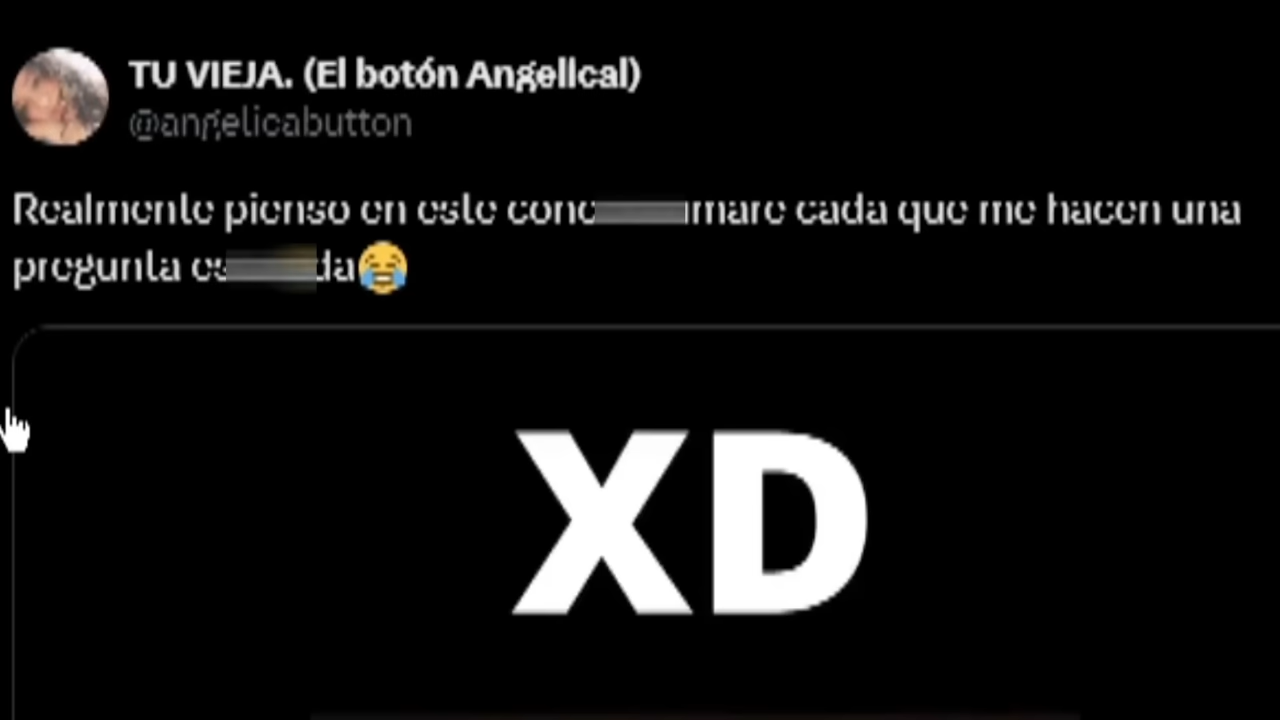 TU VIEJA. (El botón Angelical)
@angelicabutton
Realmente pienso en este cada que me hacen una
pregunta 😂
XD